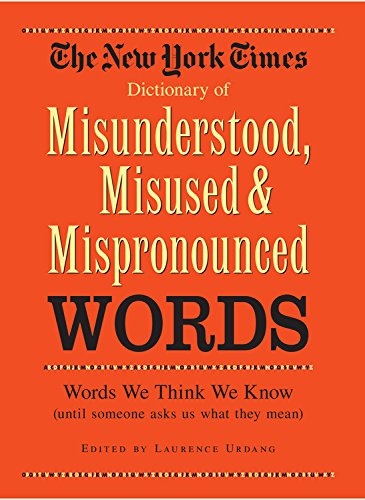 The New York Times
Dictionary of
Misunderstood,
Misused &
Mispronounced
WORDS
Words We Think We Know
(until someone asks us what they mean)
EDITED BY LAURENCE URDANG